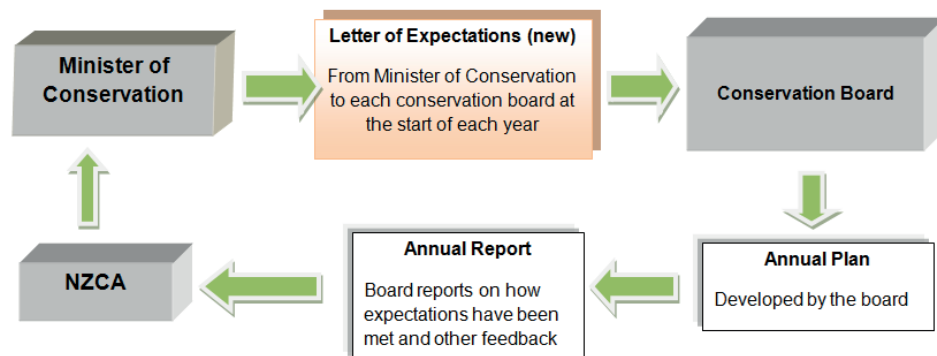 Minister of
Conservation
Letter of Expectations (new)
From Minister of Conservation
to each conservation board at
the start of each year
Conservation Board
Annual Plan
Developed by the board
Annual Report
Board reports on how
expectations have been
met and other feedback
NZCA